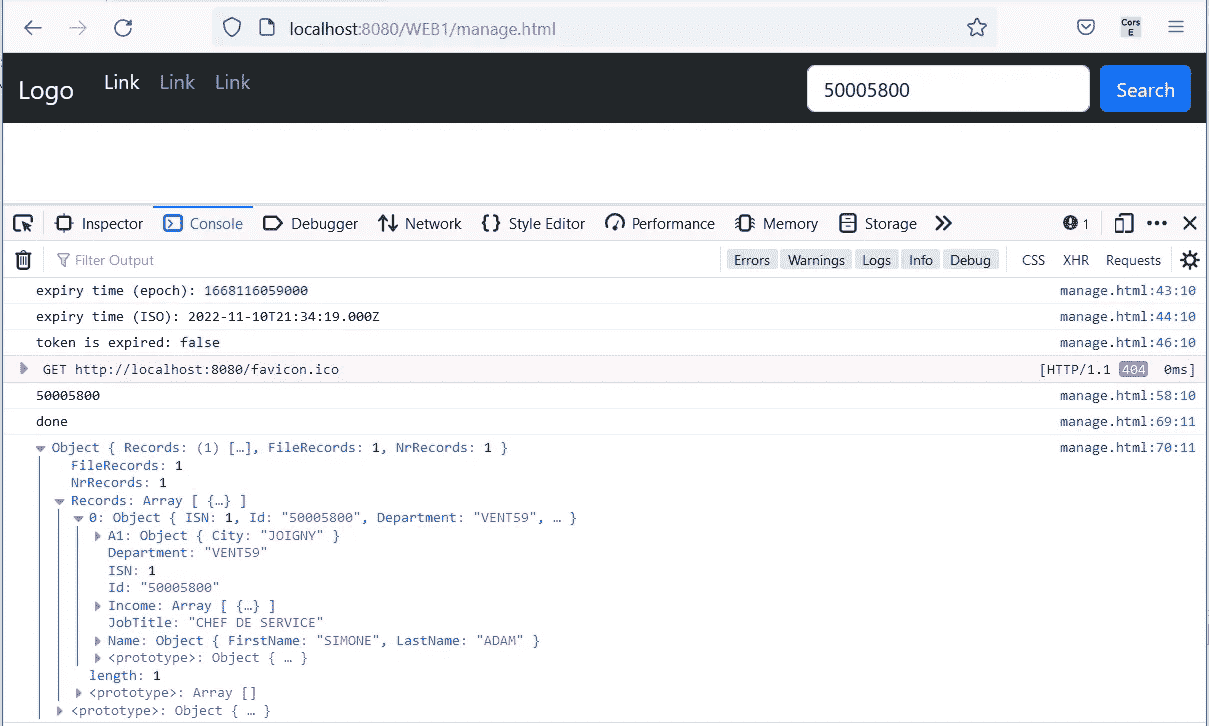 localhost:8080/WEB1/manage.html Cors E
Logo Link Link Link 50005800 Search
Inspector Console Debugger Network Style Editor Performance Memory Storage 1
Filter Output Errors Warnings Logs Info Debug CSS XHR Requests
expiry time (epoch): 1668116059000 manage.html:43:10
expiry time (ISO): 2022-11-10T21:34:19.000Z manage.html:44:10
token is expired: false manage.html:46:10
GET http://localhost:8080/favicon.ico [HTTP/1.1 404 0ms]
50005800 manage.html:58:10
done manage.html:69:11
Object { Records: (1) […], FileRecords: 1, NrRecords: 1 } manage.html:70:11
FileRecords: 1
NrRecords: 1
Records: Array [ {…} ]
0: Object { ISN: 1, Id: "50005800", Department: "VENT59", … }
A1: Object { City: "JOIGNY" }
Department: "VENT59"
ISN: 1
Id: "50005800"
Income: Array [ {…} ]
JobTitle: "CHEF DE SERVICE"
Name: Object { FirstName: "SIMONE", LastName: "ADAM" }
<prototype>: Object { … }
length: 1
<prototype>: Array []
<prototype>: Object { … }